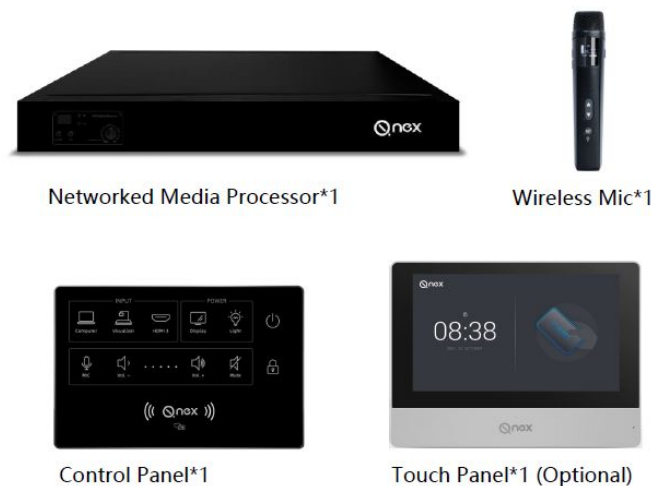 Qnex
Networked Media Processor*1
Wireless Mic*1
INPUT
POWER
Computer
Visualizer
HDMI 3
Display
Light
Mic
Vol -
Vol +
Mute
Qnex
Control Panel*1
Qnex
08:38
Qnex
Touch Panel*1 (Optional)